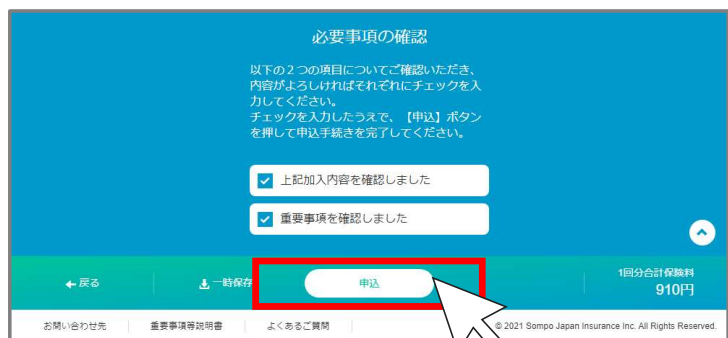 必要事項の確認
以下の２つの項目についてご確認いただき、
内容がよろしければそれぞれにチェックを入
力してください。
チェックを入力したうえで、【申込】ボタン
を押して申込手続きを完了してください。
上記加入内容を確認しました
重要事項を確認しました
戻る
一時保存
申込
1回分合計保険料
910円
お問い合わせ先
重要事項等説明書
よくあるご質問
© 2021 Sompo Japan Insurance Inc. All Rights Reserved.